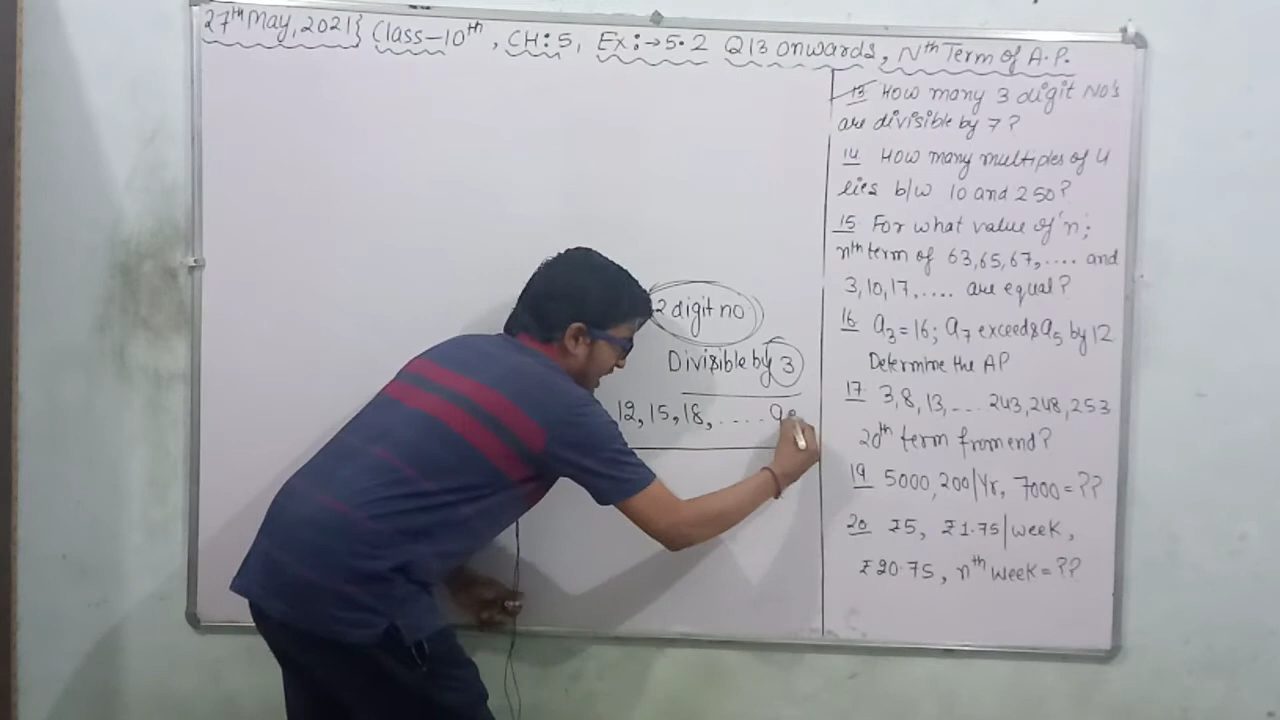 27th May, 2021} Class-10th, CH: 5, Ex:→5.2 Q13 onwards, Nth Term of A.P.
2 digit no
Divisible by 3
12, 15, 18, ....
13 How many 3 digit No's
are divisible by 7?
14 How many multiples of 4
lies b/w 10 and 250?
15 For what value of 'n';
nth term of 63,65,67, .... and
3,10,17, .... are equal?
16 a3=16; a7 exceeds a5 by 12
Determine the AP
17 3,8,13, ... 243,248,253
20th term from end?
19 5000,200/Yr, 7000=??
20 ₹5, ₹1.75/week,
₹20.75, nth week=??